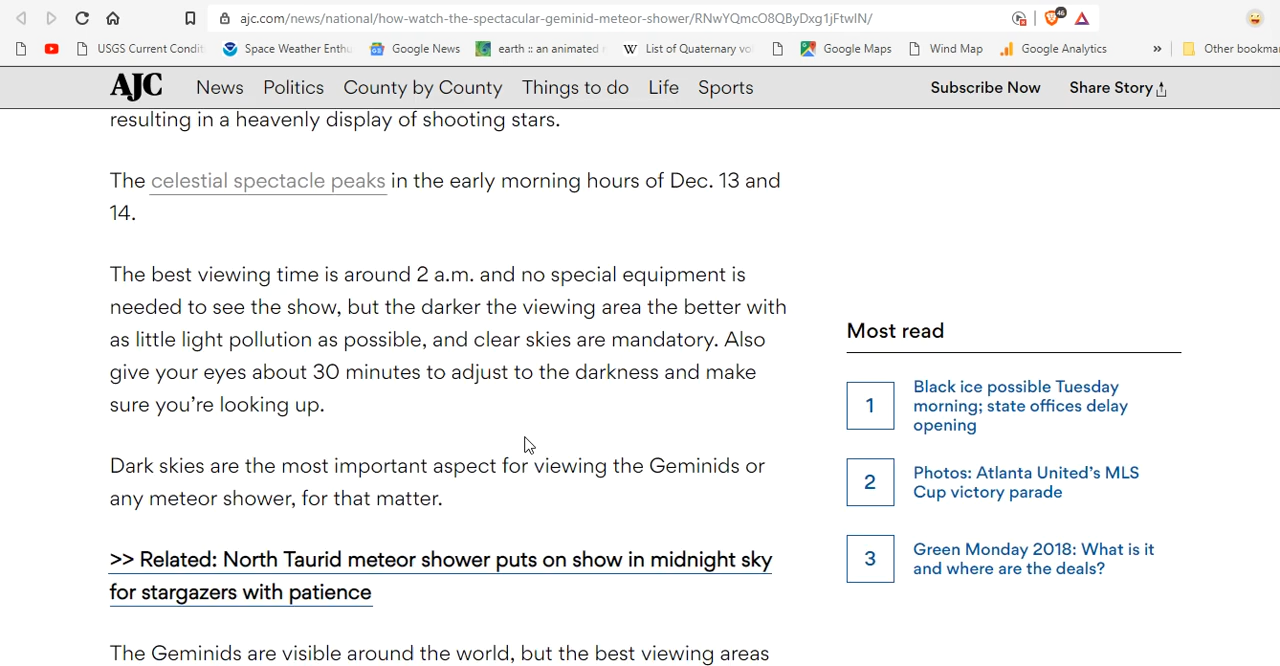 ajc.com/news/national/how-watch-the-spectacular-geminid-meteor-shower/RNwYQmcO8QByDxg1jFtwIN/
46
USGS Current Condit
Space Weather Enthu
Google News
earth :: an animated
W List of Quaternary vo
Google Maps
Wind Map
Google Analytics
»
Other bookma
AJC News Politics County by County Things to do Life Sports Subscribe Now Share Story
resulting in a heavenly display of shooting stars.
The celestial spectacle peaks in the early morning hours of Dec. 13 and
14.
The best viewing time is around 2 a.m. and no special equipment is
needed to see the show, but the darker the viewing area the better with
as little light pollution as possible, and clear skies are mandatory. Also
give your eyes about 30 minutes to adjust to the darkness and make
sure you’re looking up.
Dark skies are the most important aspect for viewing the Geminids or
any meteor shower, for that matter.
>> Related: North Taurid meteor shower puts on show in midnight sky
for stargazers with patience
The Geminids are visible around the world, but the best viewing areas
Most read
1
Black ice possible Tuesday
morning; state offices delay
opening
2
Photos: Atlanta United’s MLS
Cup victory parade
3
Green Monday 2018: What is it
and where are the deals?